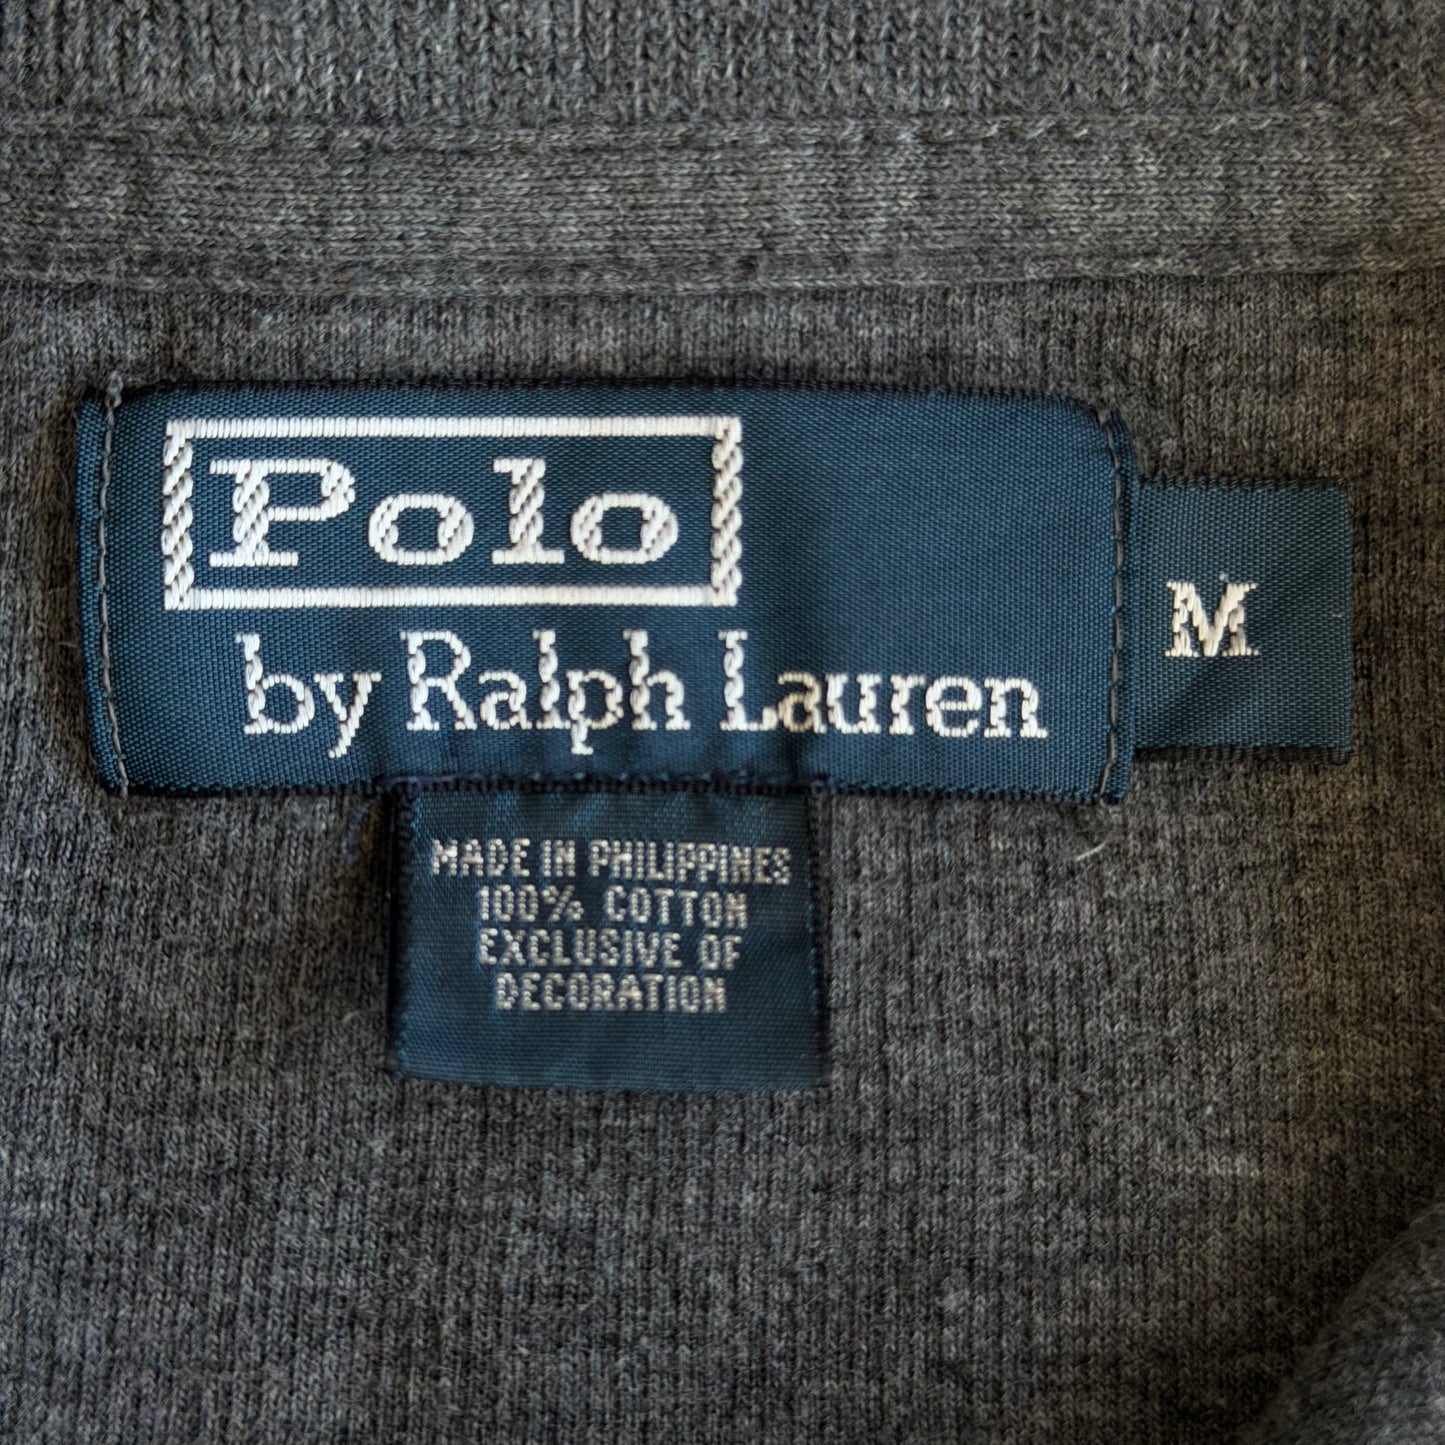 Polo
by Ralph Lauren
M
MADE IN PHILIPPINES
100% COTTON
EXCLUSIVE OF
DECORATION